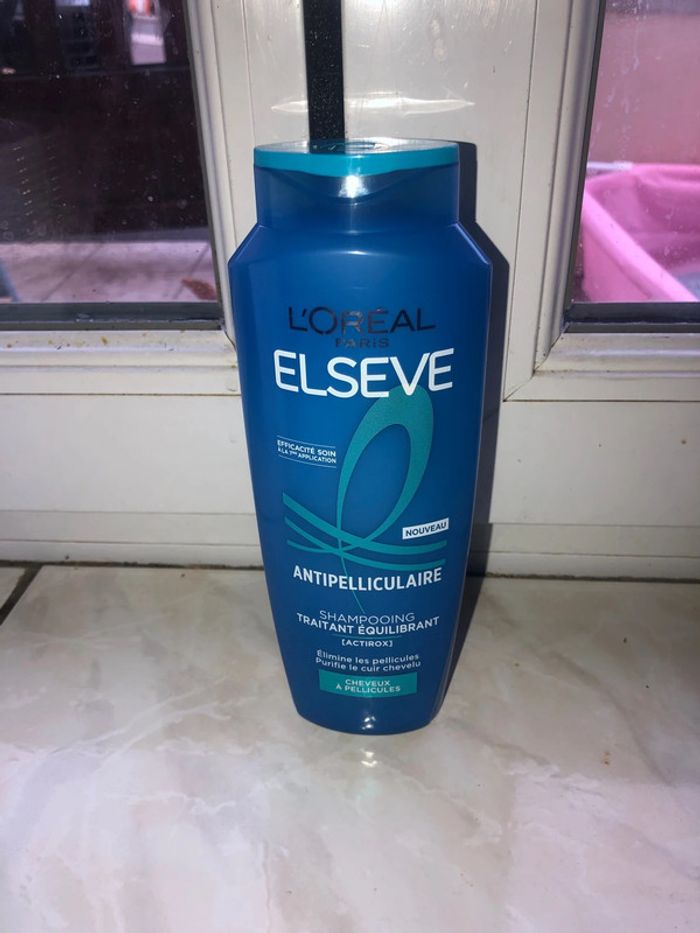 L'ORÉAL
PARIS
ELSEVE
EFFICACITÉ SOIN
À LA 1ÈRE APPLICATION
NOUVEAU
ANTIPELLICULAIRE
SHAMPOOING
TRAITANT ÉQUILIBRANT
[ACTIROX]
Élimine les pellicules
Purifie le cuir chevelu
CHEVEUX
À PELLICULES